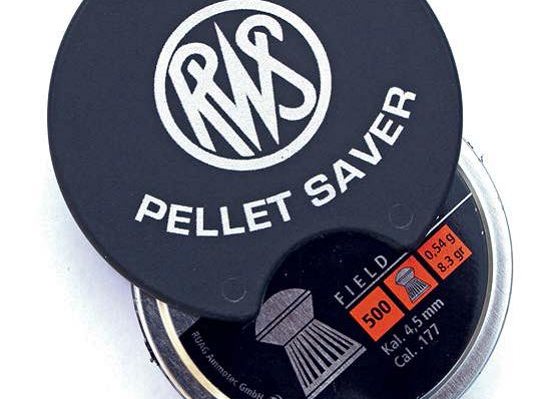 RWS
PELLET SAVER
FIELD
500
0,54 g
8.3 gr
Kal. 4,5 mm
Cal. .177
RUAG Ammotec GmbH